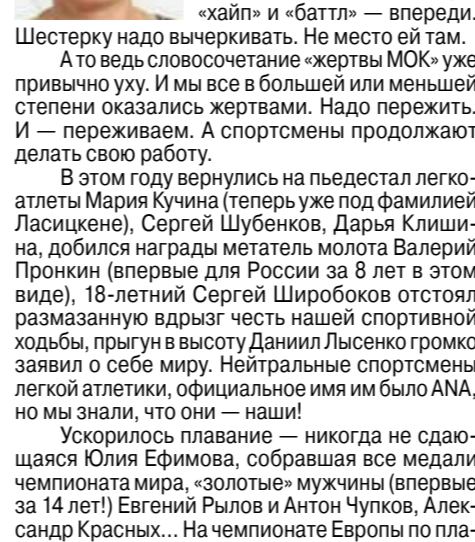 «хайп» и «баттл» — впереди.
Шестерку надо вычеркивать. Не место ей там.
А то ведь словосочетание «жертвы МОК» уже
привычно уху. И мы все в большей или меньшей
степени оказались жертвами. Надо пережить.
И — переживаем. А спортсмены продолжают
делать свою работу.
В этом году вернулись на пьедестал легко-
атлеты Мария Кучина (теперь уже под фамилией
Ласицкене), Сергей Шубенков, Дарья Клиши-
на, добился награды метатель молота Валерий
Пронкин (впервые для России за 8 лет в этом
виде), 18-летний Сергей Широбоков отстоял
размазанную вдрызг честь нашей спортивной
ходьбы, прыгун в высоту Даниил Лысенко громко
заявил о себе миру. Нейтральные спортсмены
легкой атлетики, официальное имя им было ANA,
но мы знали, что они — наши!
Ускорилось плавание — никогда не сдаю-
щаяся Юлия Ефимова, собравшая все медали
чемпионата мира, «золотые» мужчины (впервые
за 14 лет!) Евгений Рылов и Антон Чупков, Алек-
сандр Красных... На чемпионате Европы по пла-